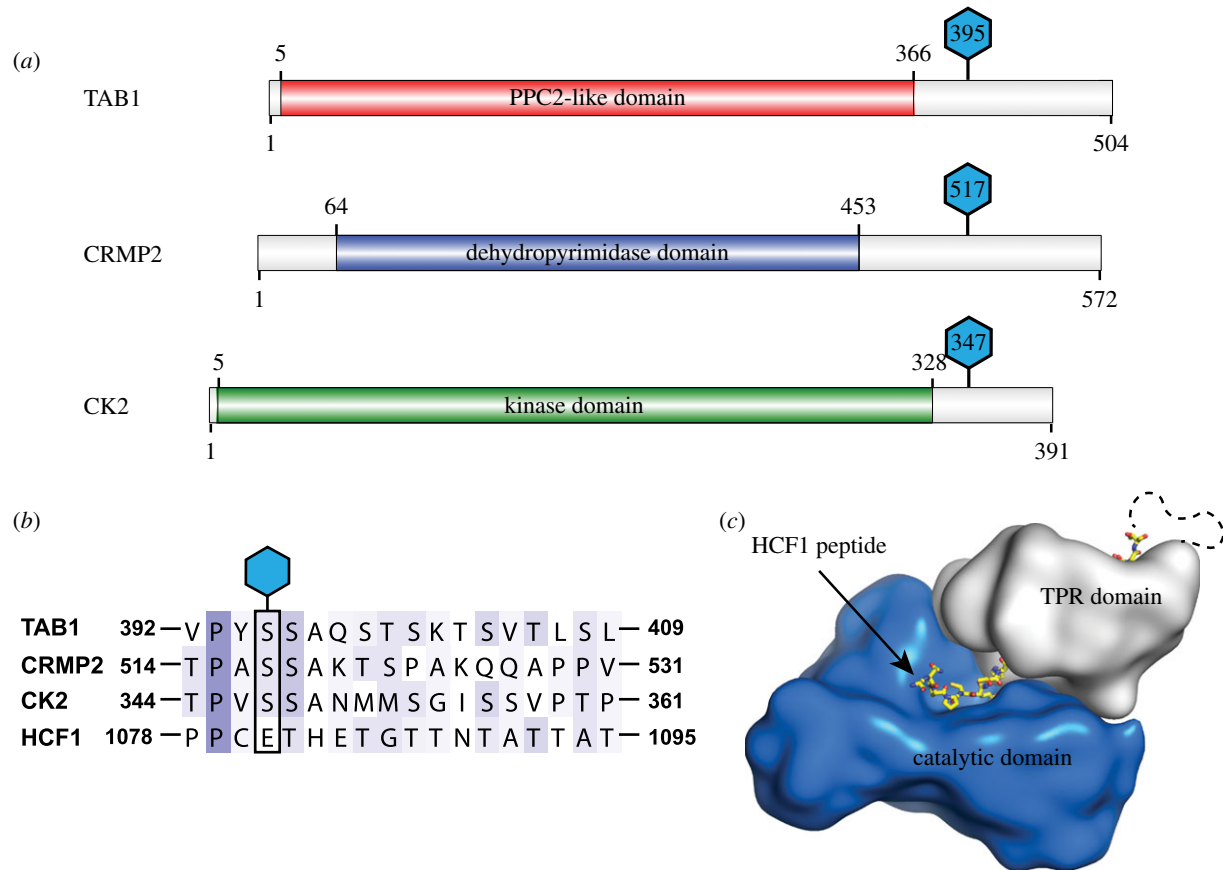 (a)
5 366 395
TAB1 PPC2-like domain
1 504
64 453 517
CRMP2 dehydropyrimidase domain
1 572
5 328 347
CK2 kinase domain
1 391
(b)
TAB1 392 V P Y S S A Q S T S K T S V T L S L 409
CRMP2 514 T P A S S A K T S P A K Q Q A P P V 531
CK2 344 T P V S S A N M M S G I S S V P T P 361
HCF1 1078 P P C E T H E T G T T N T A T T A T 1095
(c)
HCF1 peptide
TPR domain
catalytic domain